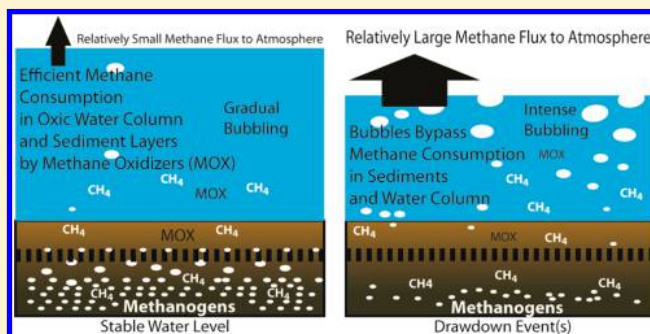 Relatively Small Methane Flux to Atmosphere
Efficient Methane
Consumption
in Oxic Water Column
and Sediment Layers
by Methane Oxidizers (MOX)
Gradual
Bubbling
CH4
CH4
CH4
MOX
CH4
CH4
CH4
MOX
CH4
CH4
CH4
Methanogens
Stable Water Level
Relatively Large Methane Flux to Atmosphere
Intense
Bubbling
Bubbles Bypass
Methane Consumption
in Sediments
and Water Column
MOX
CH4
CH4
CH4
CH4
MOX
CH4
CH4
CH4
Methanogens
Drawdown Event(s)